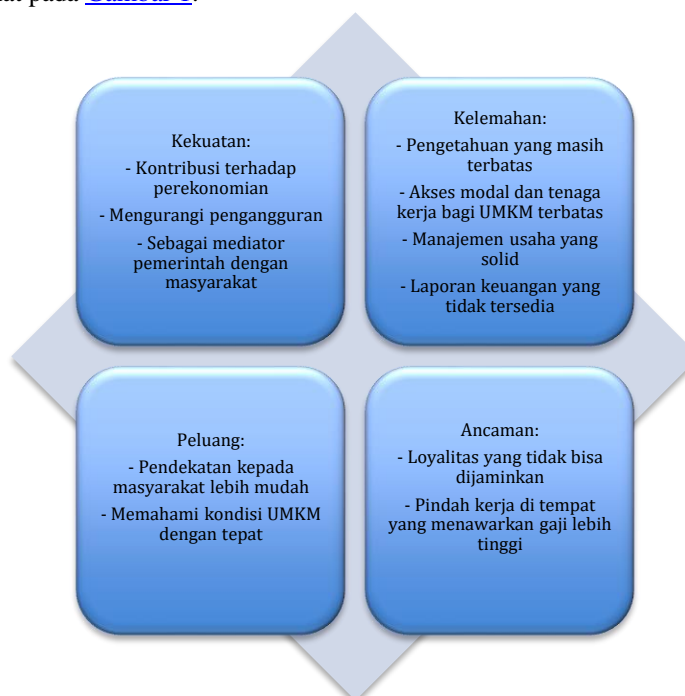 Kekuatan:
- Kontribusi terhadap
perekonomian
- Mengurangi pengangguran
- Sebagai mediator
pemerintah dengan
masyarakat
Kelemahan:
- Pengetahuan yang masih
terbatas
- Akses modal dan tenaga
kerja bagi UMKM terbatas
- Manajemen usaha yang
solid
- Laporan keuangan yang
tidak tersedia
Peluang:
- Pendekatan kepada
masyarakat lebih mudah
- Memahami kondisi UMKM
dengan tepat
Ancaman:
- Loyalitas yang tidak bisa
dijaminkan
- Pindah kerja di tempat
yang menawarkan gaji lebih
tinggi